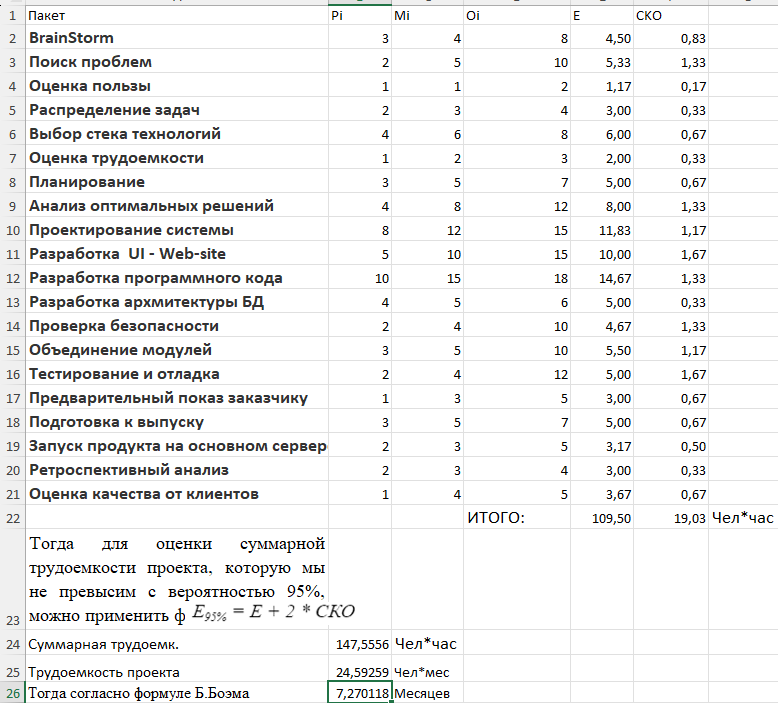 1 Пакет Pi Mi Oi E СКО
2 BrainStorm 3 4 8 4,50 0,83
3 Поиск проблем 2 5 10 5,33 1,33
4 Оценка пользы 1 1 2 1,17 0,17
5 Распределение задач 2 3 4 3,00 0,33
6 Выбор стека технологий 4 6 8 6,00 0,67
7 Оценка трудоемкости 1 2 3 2,00 0,33
8 Планирование 3 5 7 5,00 0,67
9 Анализ оптимальных решений 4 8 12 8,00 1,33
10 Проектирование системы 8 12 15 11,83 1,17
11 Разработка UI - Web-site 5 10 15 10,00 1,67
12 Разработка программного кода 10 15 18 14,67 1,33
13 Разработка архмитектуры БД 4 5 6 5,00 0,33
14 Проверка безопасности 2 4 10 4,67 1,33
15 Объединение модулей 3 5 10 5,50 1,17
16 Тестирование и отладка 2 4 12 5,00 1,67
17 Предварительный показ заказчику 1 3 5 3,00 0,67
18 Подготовка к выпуску 3 5 7 5,00 0,67
19 Запуск продукта на основном сервер 2 3 5 3,17 0,50
20 Ретроспективный анализ 2 3 4 3,00 0,33
21 Оценка качества от клиентов 1 4 5 3,67 0,67
22 ИТОГО: 109,50 19,03 Чел*час
Тогда для оценки суммарной
трудоемкости проекта, которую мы
не превысим с вероятностью 95%,
23 можно применить ф E95% = E + 2 * СКО
24 Суммарная трудоемк. 147,5556 Чел*час
25 Трудоемкость проекта 24,59259 Чел*мес
26 Тогда согласно формуле Б.Боэма 7,270118 Месяцев